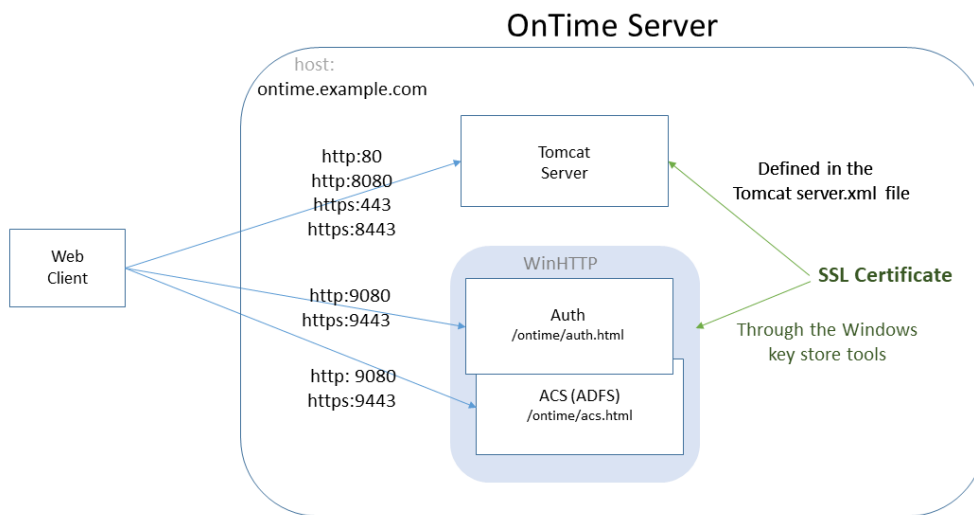 OnTime Server
host:
ontime.example.com
http:80
http:8080
https:443
https:8443
Tomcat
Server
Defined in the
Tomcat server.xml file
Web
Client
WinHTTP
SSL Certificate
http:9080
https:9443
Auth
/ontime/auth.html
Through the Windows
key store tools
http: 9080
https:9443
ACS (ADFS)
/ontime/acs.html